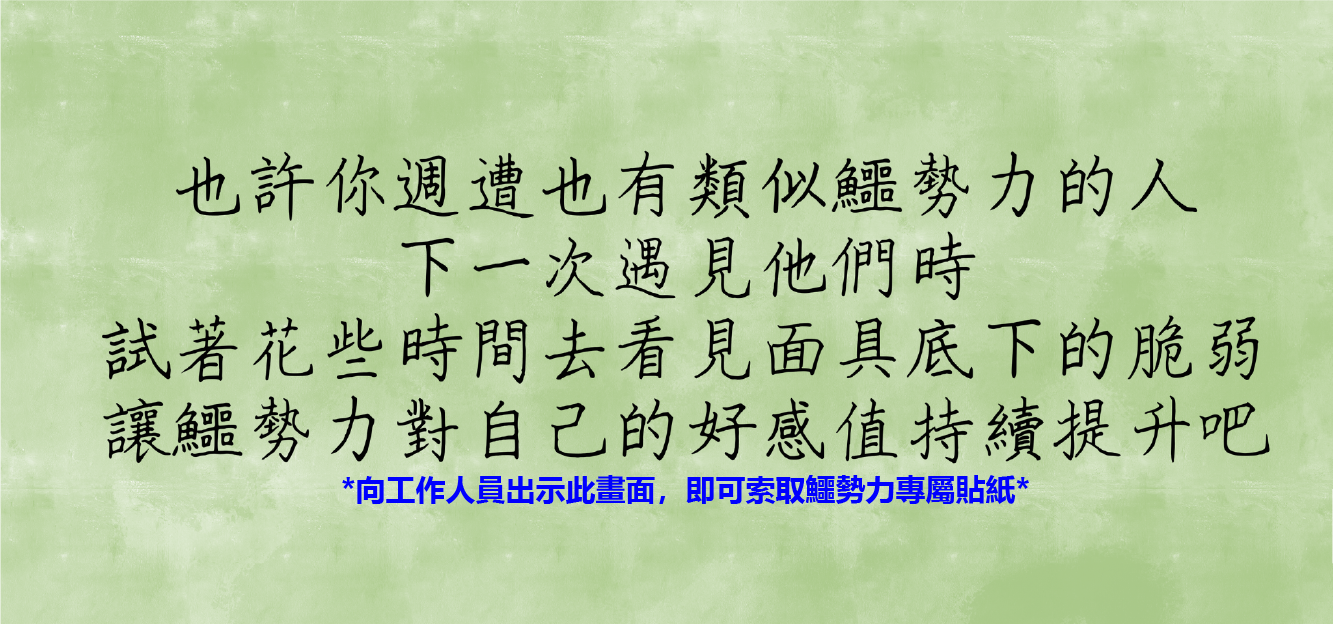 也許你週遭也有類似鱷勢力的人
下一次遇見他們時
試著花些時間去看見面具底下的脆弱
讓鱷勢力對自己的好感值持續提升吧
*向工作人員出示此畫面，即可索取鱷勢力專屬貼紙*